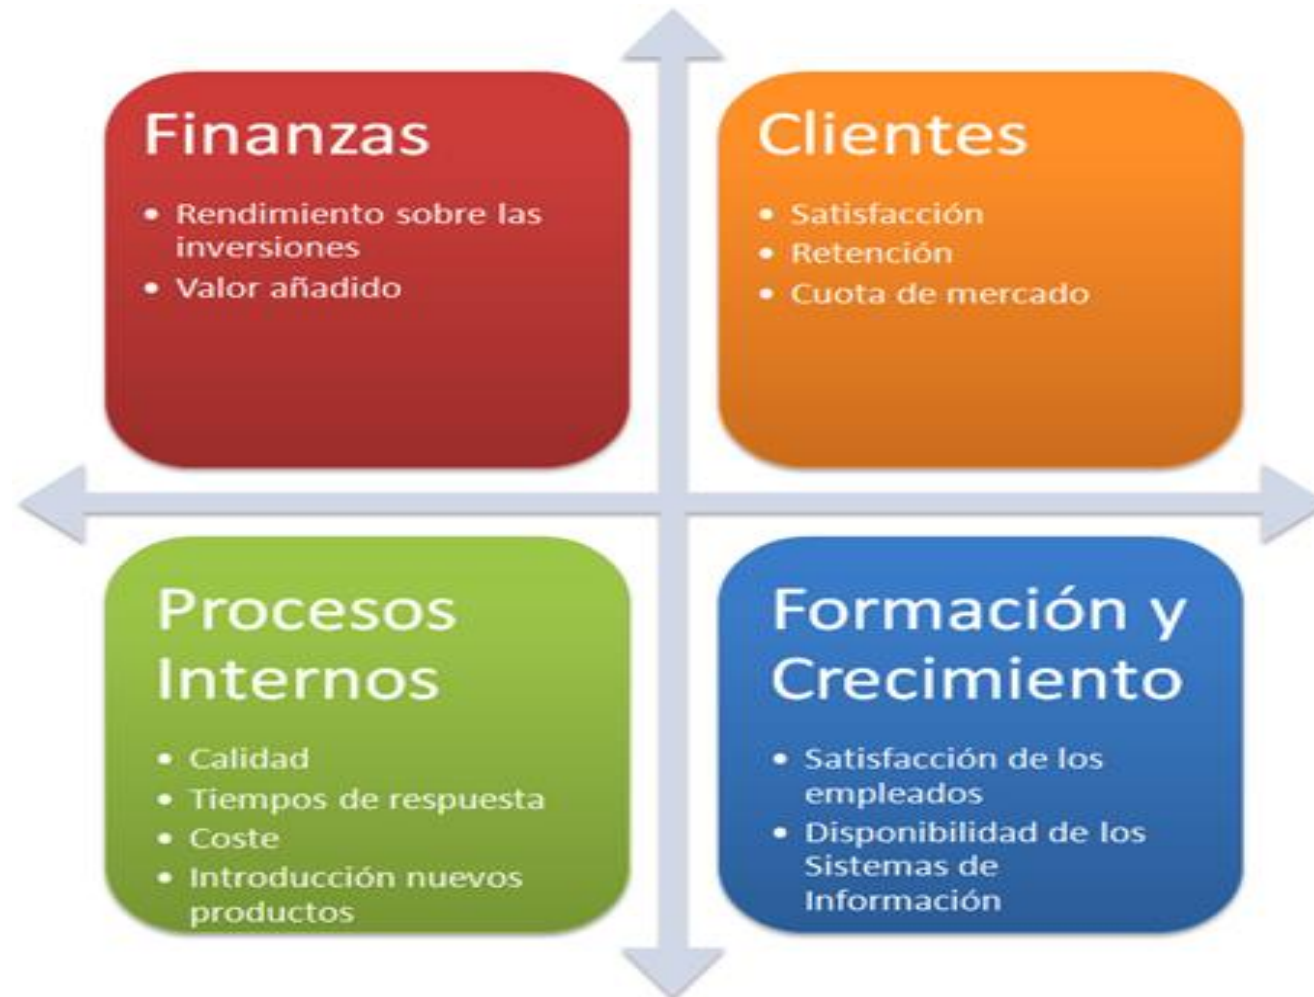 Finanzas
• Rendimiento sobre las
inversiones
• Valor añadido
Clientes
• Satisfacción
• Retención
• Cuota de mercado
Procesos
Internos
• Calidad
• Tiempos de respuesta
• Coste
• Introducción nuevos
productos
Formación y
Crecimiento
• Satisfacción de los
empleados
• Disponibilidad de los
Sistemas de
Información